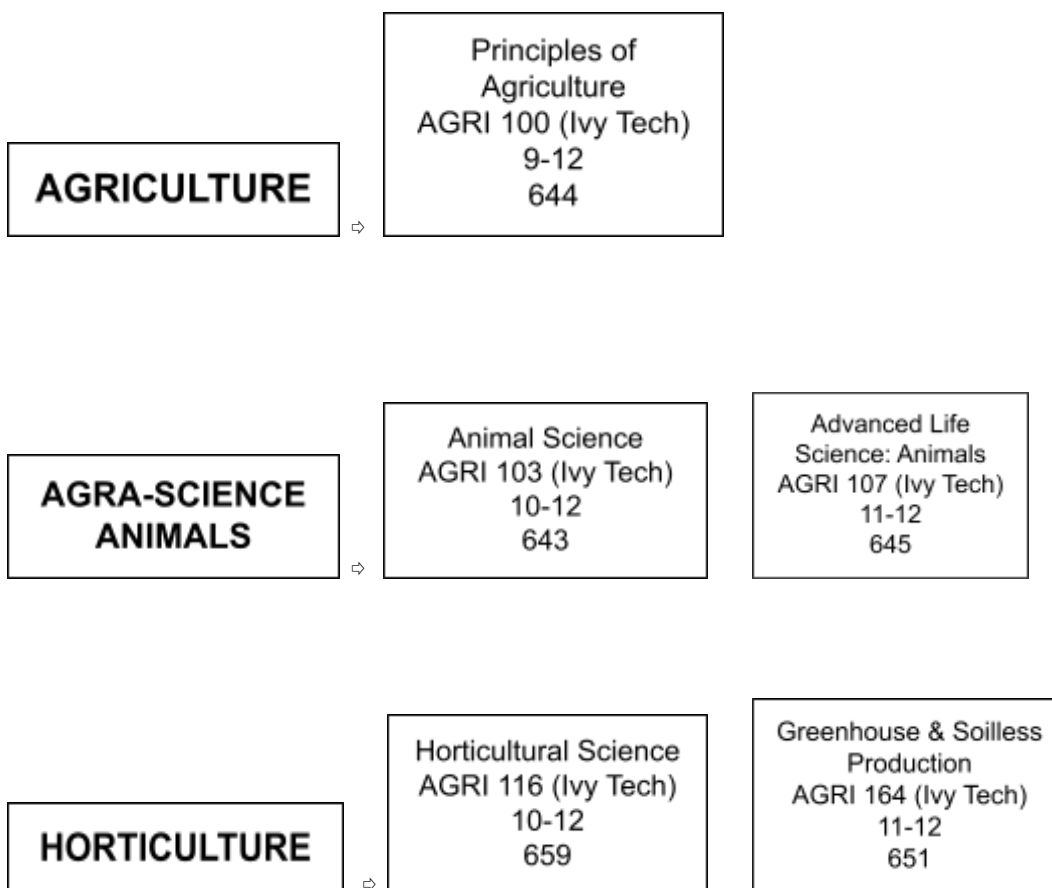 AGRICULTURE
Principles of
Agriculture
AGRI 100 (Ivy Tech)
9-12
644
AGRA-SCIENCE
ANIMALS
Animal Science
AGRI 103 (Ivy Tech)
10-12
643
Advanced Life
Science: Animals
AGRI 107 (Ivy Tech)
11-12
645
HORTICULTURE
Horticultural Science
AGRI 116 (Ivy Tech)
10-12
659
Greenhouse & Soilless
Production
AGRI 164 (Ivy Tech)
11-12
651